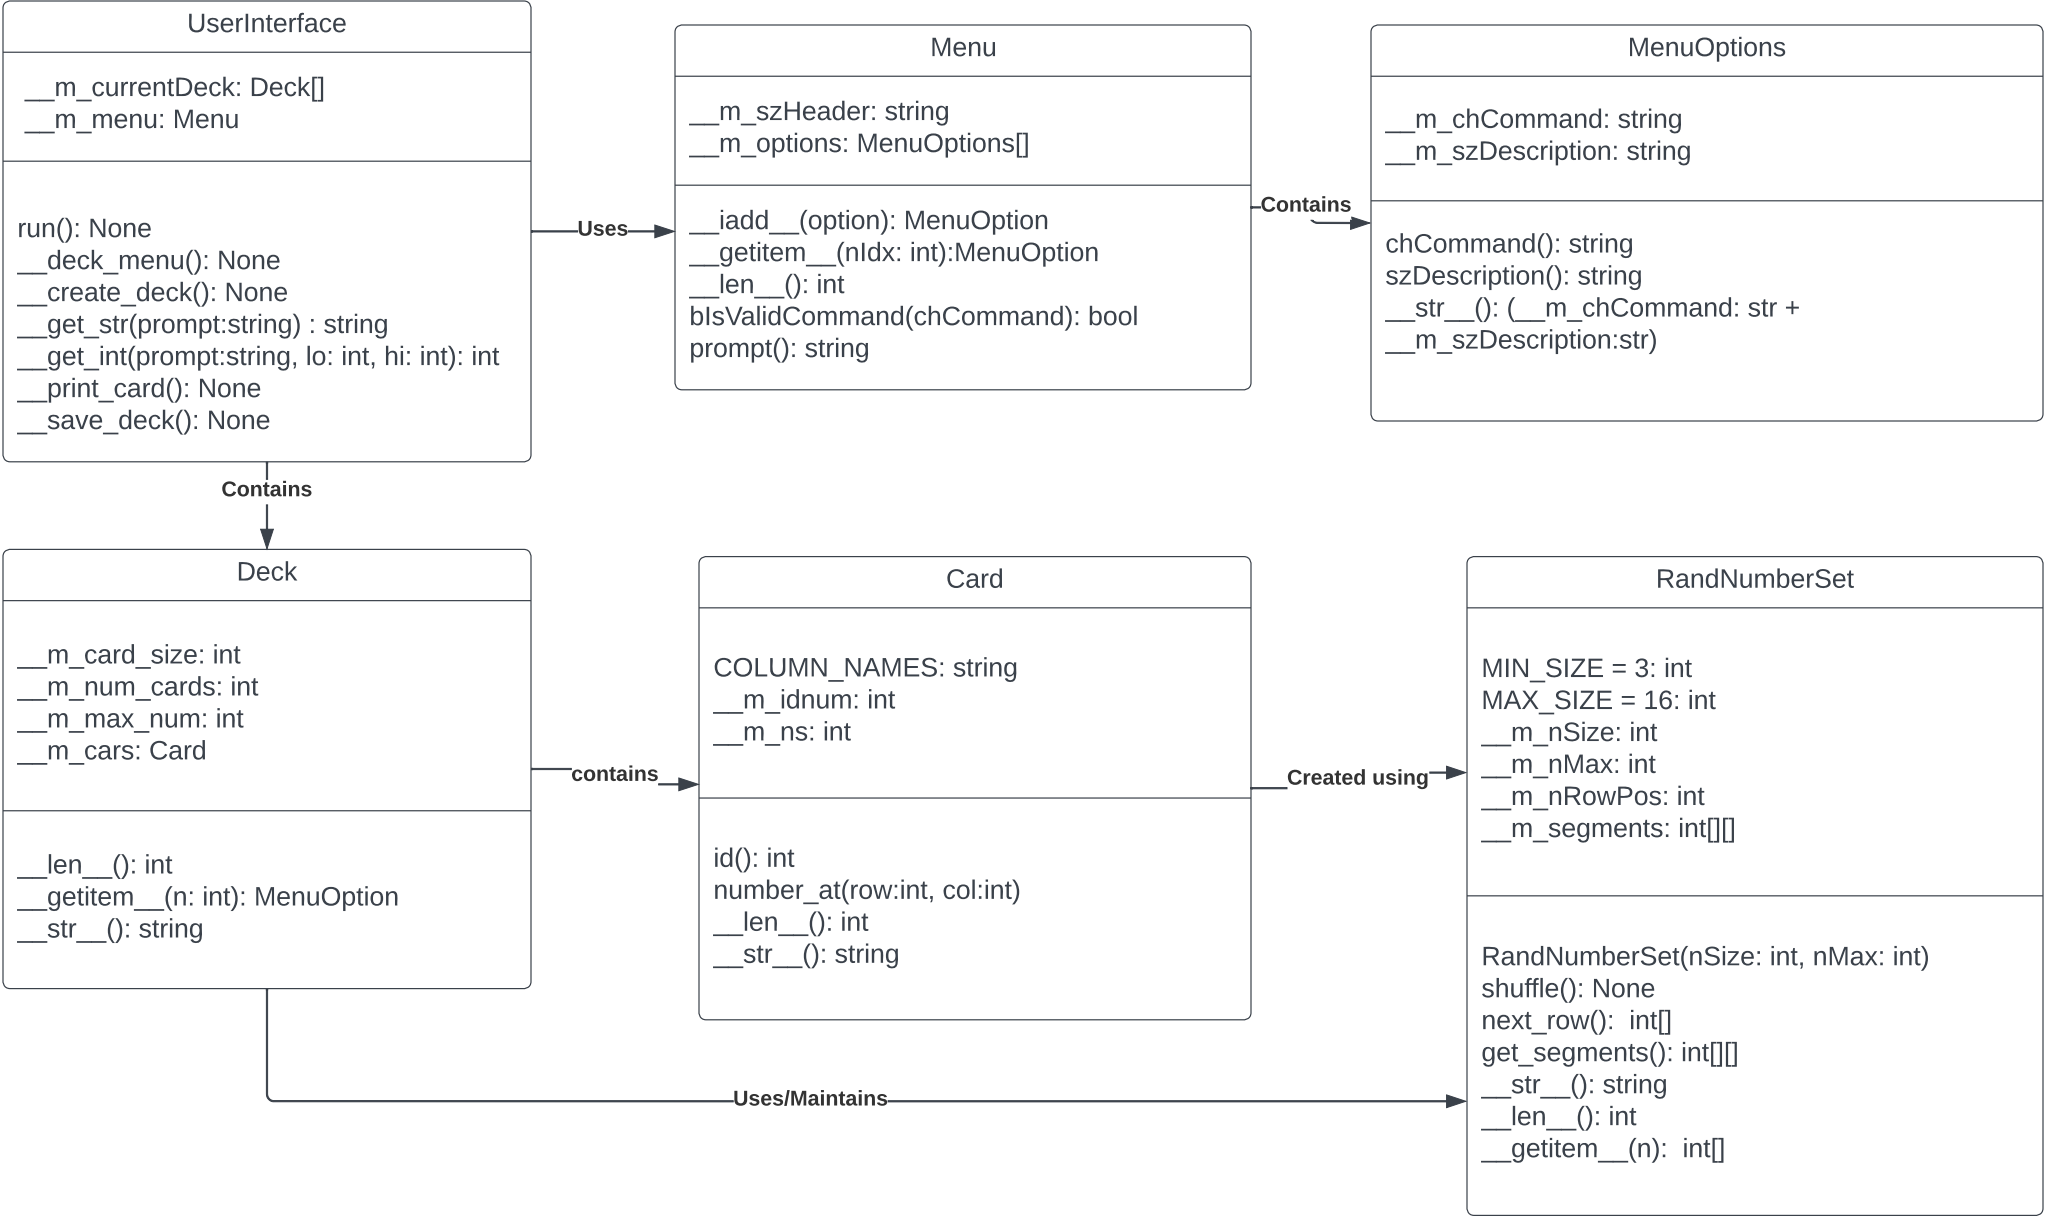 UserInterface
__m_currentDeck: Deck[]
__m_menu: Menu
run(): None
__deck_menu(): None
__create_deck(): None
__get_str(prompt:string) : string
__get_int(prompt:string, lo: int, hi: int): int
__print_card(): None
__save_deck(): None
Uses
Menu
__m_szHeader: string
__m_options: MenuOptions[]
__iadd__(option): MenuOption
__getitem__(nIdx: int):MenuOption
__len__(): int
bIsValidCommand(chCommand): bool
prompt(): string
Contains
MenuOptions
__m_chCommand: string
__m_szDescription: string
chCommand(): string
szDescription(): string
__str__(): (__m_chCommand: str +
__m_szDescription:str)
Contains
Deck
__m_card_size: int
__m_num_cards: int
__m_max_num: int
__m_cars: Card
__len__(): int
__getitem__(n: int): MenuOption
__str__(): string
contains
Card
COLUMN_NAMES: string
__m_idnum: int
__m_ns: int
id(): int
number_at(row:int, col:int)
__len__(): int
__str__(): string
Created using
RandNumberSet
MIN_SIZE = 3: int
MAX_SIZE = 16: int
__m_nSize: int
__m_nMax: int
__m_nRowPos: int
__m_segments: int[][]
RandNumberSet(nSize: int, nMax: int)
shuffle(): None
next_row():  int[]
get_segments(): int[][]
__str__(): string
__len__(): int
__getitem__(n):  int[]
Uses/Maintains